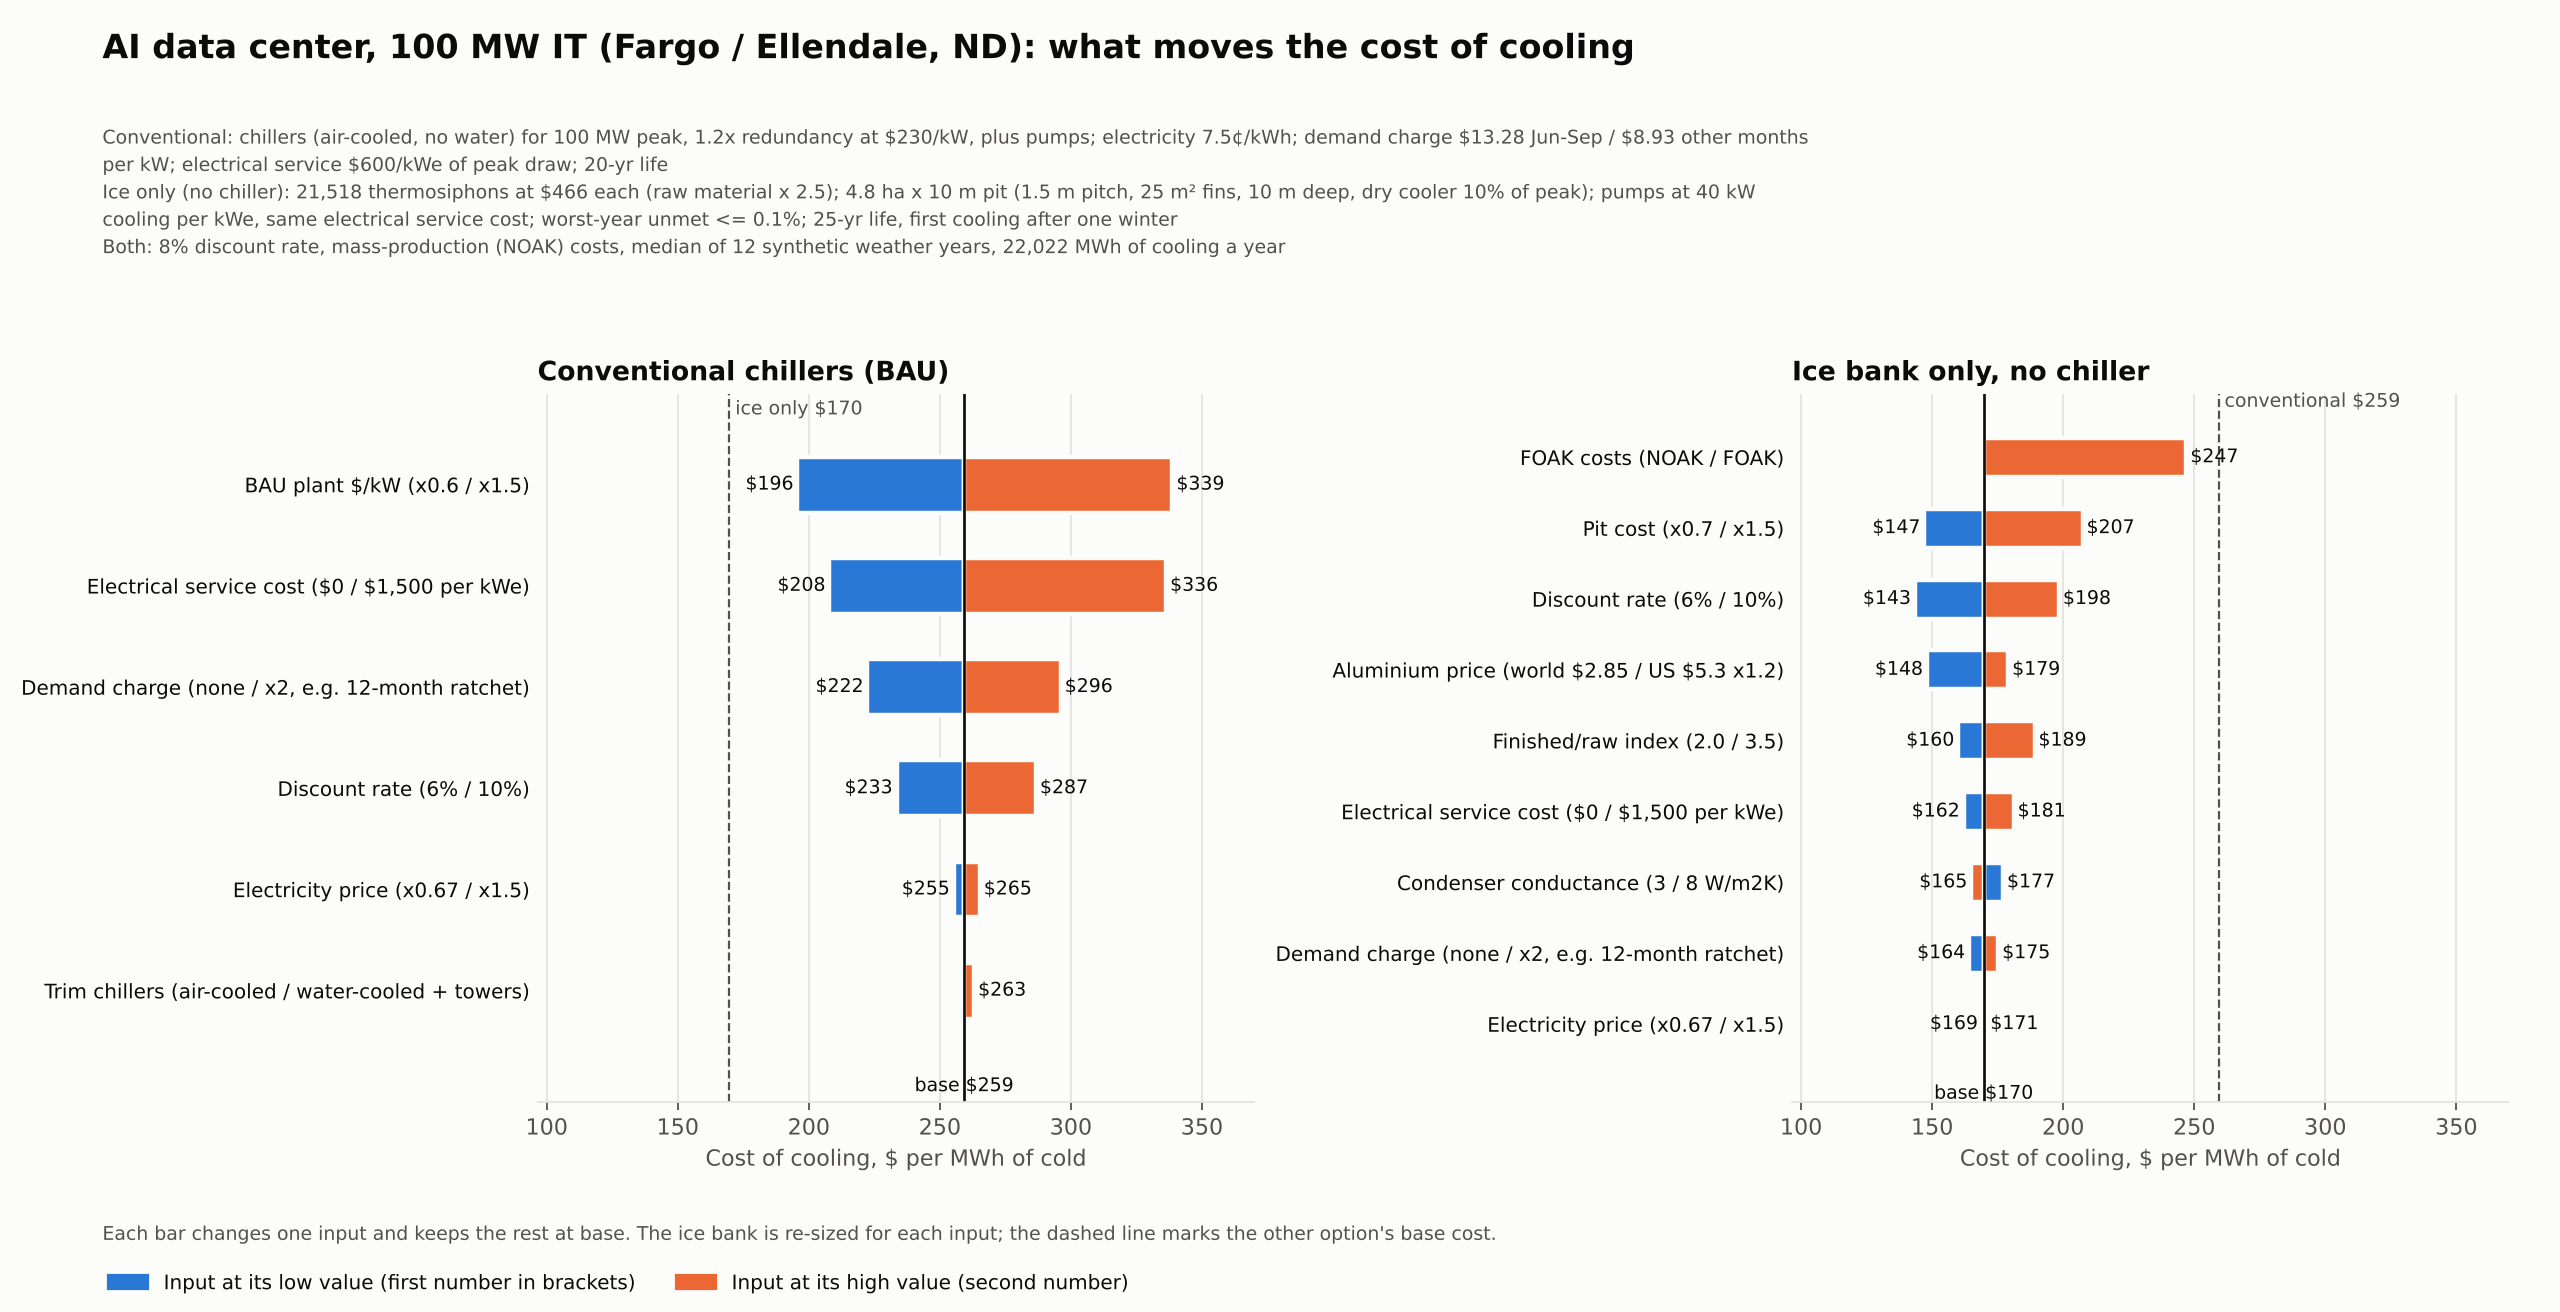 AI data center, 100 MW IT (Fargo / Ellendale, ND): what moves the cost of cooling
Conventional: chillers (air-cooled, no water) for 100 MW peak, 1.2x redundancy at $230/kW, plus pumps; electricity 7.5¢/kWh; demand charge $13.28 Jun-Sep / $8.93 other months
per kW; electrical service $600/kWe of peak draw; 20-yr life
Ice only (no chiller): 21,518 thermosiphons at $466 each (raw material x 2.5); 4.8 ha x 10 m pit (1.5 m pitch, 25 m² fins, 10 m deep, dry cooler 10% of peak); pumps at 40 kW
cooling per kWe, same electrical service cost; worst-year unmet <= 0.1%; 25-yr life, first cooling after one winter
Both: 8% discount rate, mass-production (NOAK) costs, median of 12 synthetic weather years, 22,022 MWh of cooling a year
Conventional chillers (BAU)
ice only $170
BAU plant $/kW (x0.6 / x1.5) $196 $339
Electrical service cost ($0 / $1,500 per kWe) $208 $336
Demand charge (none / x2, e.g. 12-month ratchet) $222 $296
Discount rate (6% / 10%) $233 $287
Electricity price (x0.67 / x1.5) $255 $265
Trim chillers (air-cooled / water-cooled + towers) $263
base $259
100 150 200 250 300 350
Cost of cooling, $ per MWh of cold
Ice bank only, no chiller
conventional $259
FOAK costs (NOAK / FOAK) $247
Pit cost (x0.7 / x1.5) $147 $207
Discount rate (6% / 10%) $143 $198
Aluminium price (world $2.85 / US $5.3 x1.2) $148 $179
Finished/raw index (2.0 / 3.5) $160 $189
Electrical service cost ($0 / $1,500 per kWe) $162 $181
Condenser conductance (3 / 8 W/m2K) $165 $177
Demand charge (none / x2, e.g. 12-month ratchet) $164 $175
Electricity price (x0.67 / x1.5) $169 $171
base $170
100 150 200 250 300 350
Cost of cooling, $ per MWh of cold
Each bar changes one input and keeps the rest at base. The ice bank is re-sized for each input; the dashed line marks the other option's base cost.
Input at its low value (first number in brackets) Input at its high value (second number)